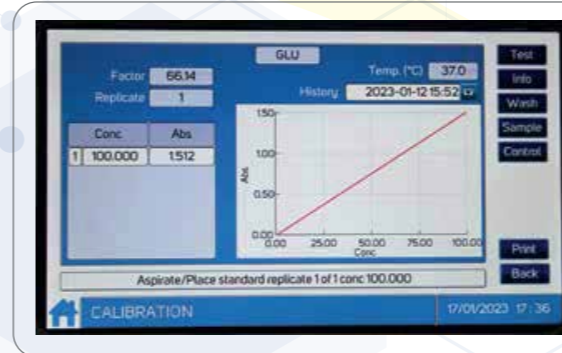 GLU
Test
Factor 66.14
Temp. (°C) 37.0
Info
Replicate 1
History 2023-01-12 15:52
Wash
Sample
Control
Conc Abs
1 100.000 1.512
Abs
1.50
1.00
0.50
0.00
0.00 25.00 50.00 75.00 100.00
Conc
Print
Aspirate/Place standard replicate 1 of 1 conc 100.000
Back
CALIBRATION
17/01/2023 17:36